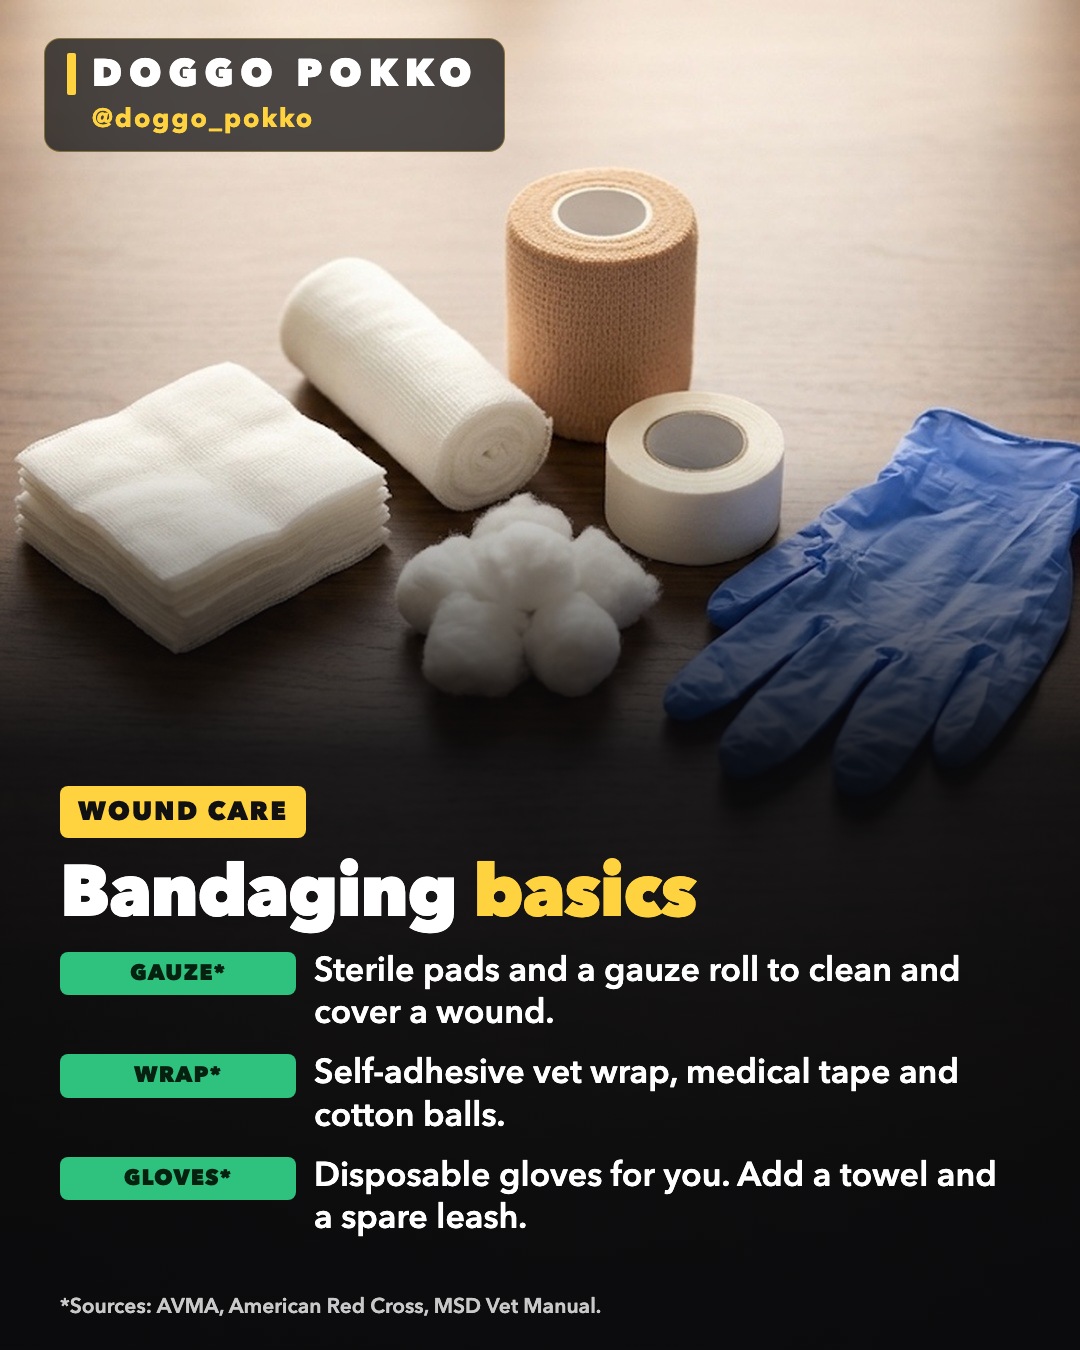 DOGGO POKKO
@doggo_pokko
WOUND CARE
Bandaging basics
GAUZE*
Sterile pads and a gauze roll to clean and
cover a wound.
WRAP*
Self-adhesive vet wrap, medical tape and
cotton balls.
GLOVES*
Disposable gloves for you. Add a towel and
a spare leash.
*Sources: AVMA, American Red Cross, MSD Vet Manual.